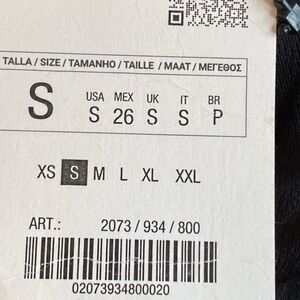 TALLA / SIZE / TAMANHO / TAILLE / MAAT / ΜΕΓΕΘΟΣ
USA MEX UK IT BR
S S 26 S S P
XS S M L XL XXL
ART.: 2073 / 934 / 800
02073934800020